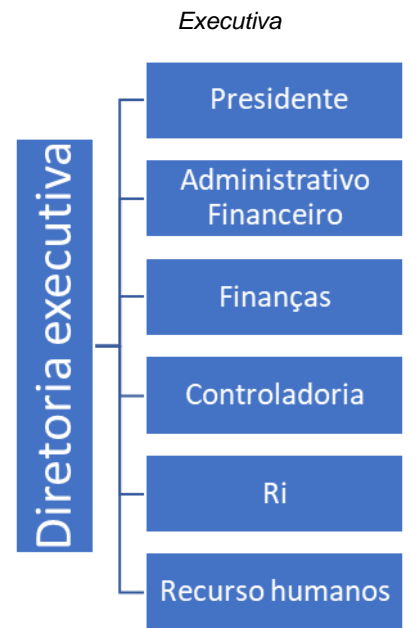 Executiva
Diretoria executiva
Presidente
Administrativo
Financeiro
Finanças
Controladoria
Ri
Recurso humanos